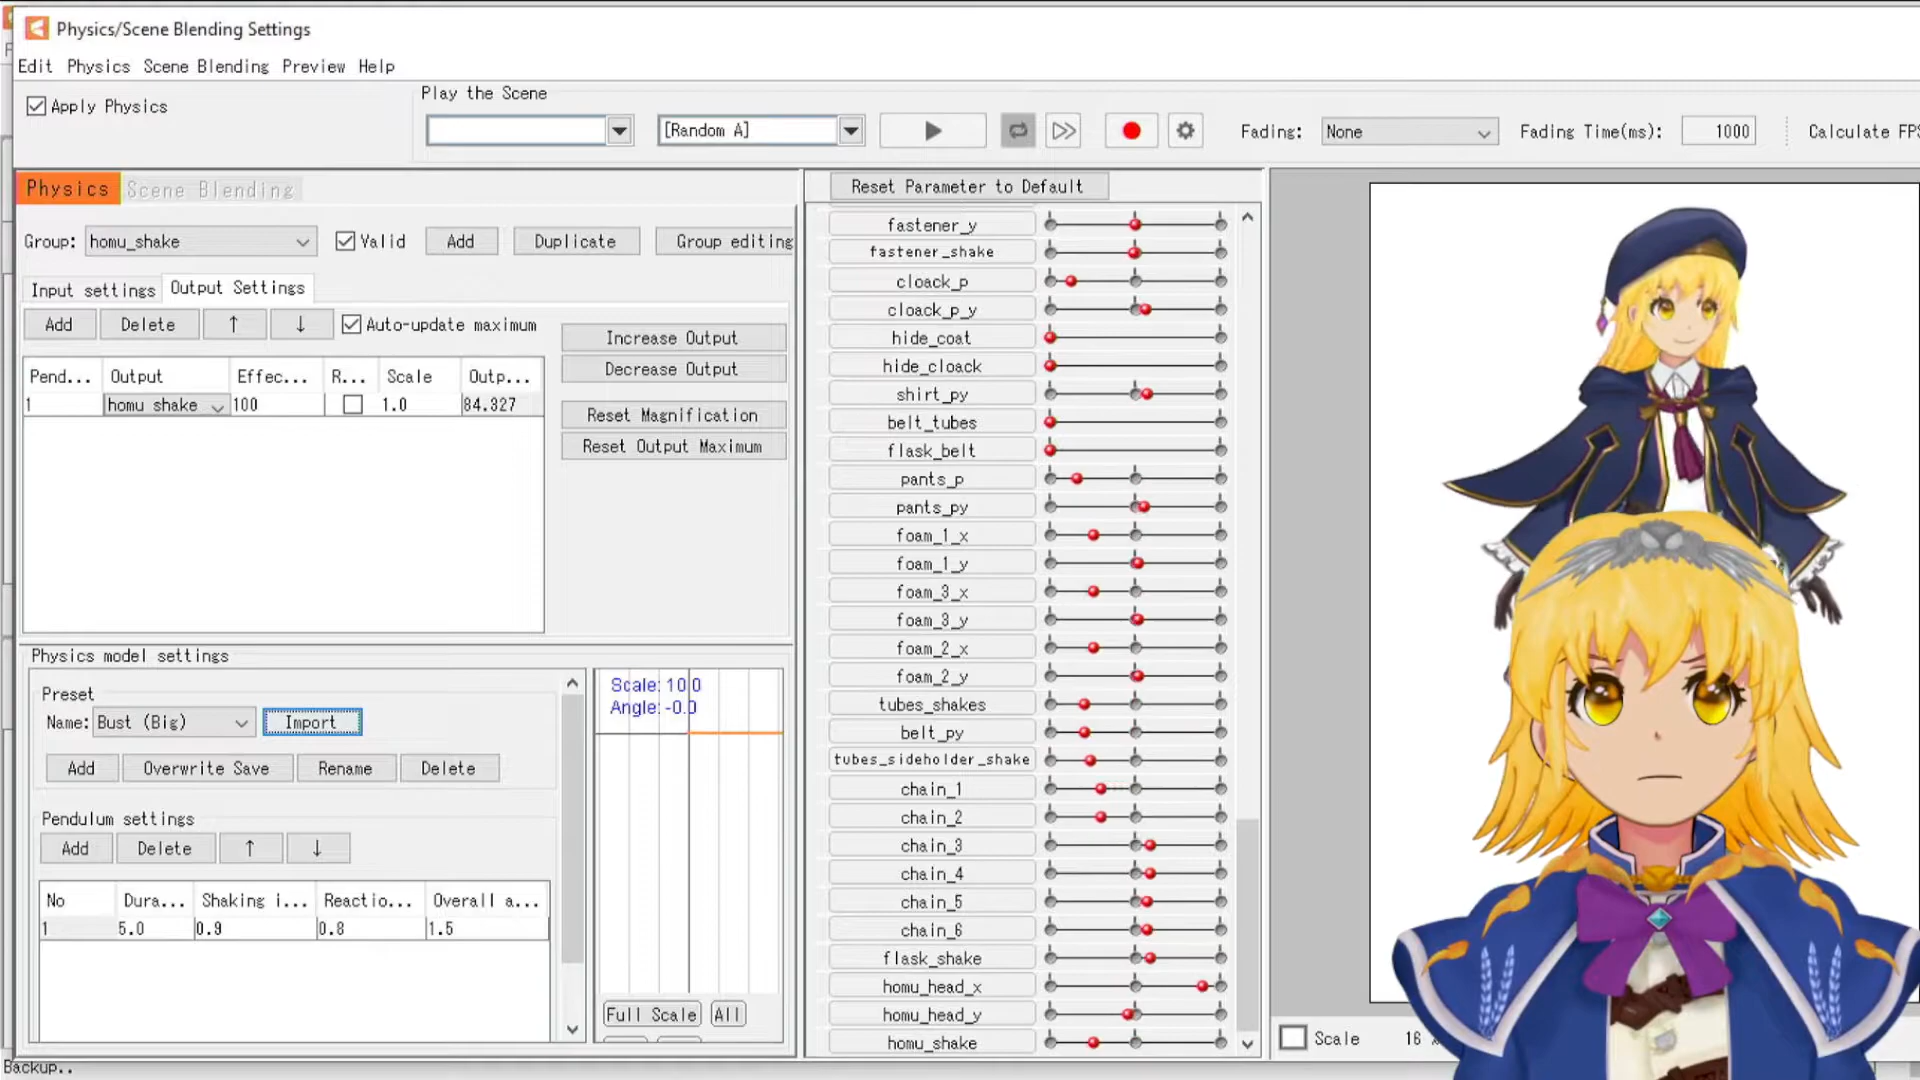 Physics/Scene Blending Settings
Edit Physics Scene Blending Preview Help
Apply Physics
Play the Scene
[Random A]
Fading: None
Fading Time(ms): 1000
Calculate FPS
Physics
Scene Blending
Group: homu_shake
Valid
Add
Duplicate
Group editing
Input settings
Output Settings
Add
Delete
↑
↓
Auto-update maximum
Increase Output
Decrease Output
Reset Magnification
Reset Output Maximum
Pend... Output Effec... R... Scale Outp...
1 homu shake 100 1.0 84.327
Physics model settings
Preset
Name: Bust (Big)
Import
Add
Overwrite Save
Rename
Delete
Pendulum settings
Add
Delete
↑
↓
No Dura... Shaking i... Reactio... Overall a...
1 5.0 0.9 0.8 1.5
Scale: 10.0
Angle: -0.0
Full Scale
All
Reset Parameter to Default
fastener_y
fastener_shake
cloack_p
cloack_p_y
hide_coat
hide_cloack
shirt_py
belt_tubes
flask_belt
pants_p
pants_py
foam_1_x
foam_1_y
foam_3_x
foam_3_y
foam_2_x
foam_2_y
tubes_shakes
belt_py
tubes_sideholder_shake
chain_1
chain_2
chain_3
chain_4
chain_5
chain_6
flask_shake
homu_head_x
homu_head_y
homu_shake
Scale
16
Backup..